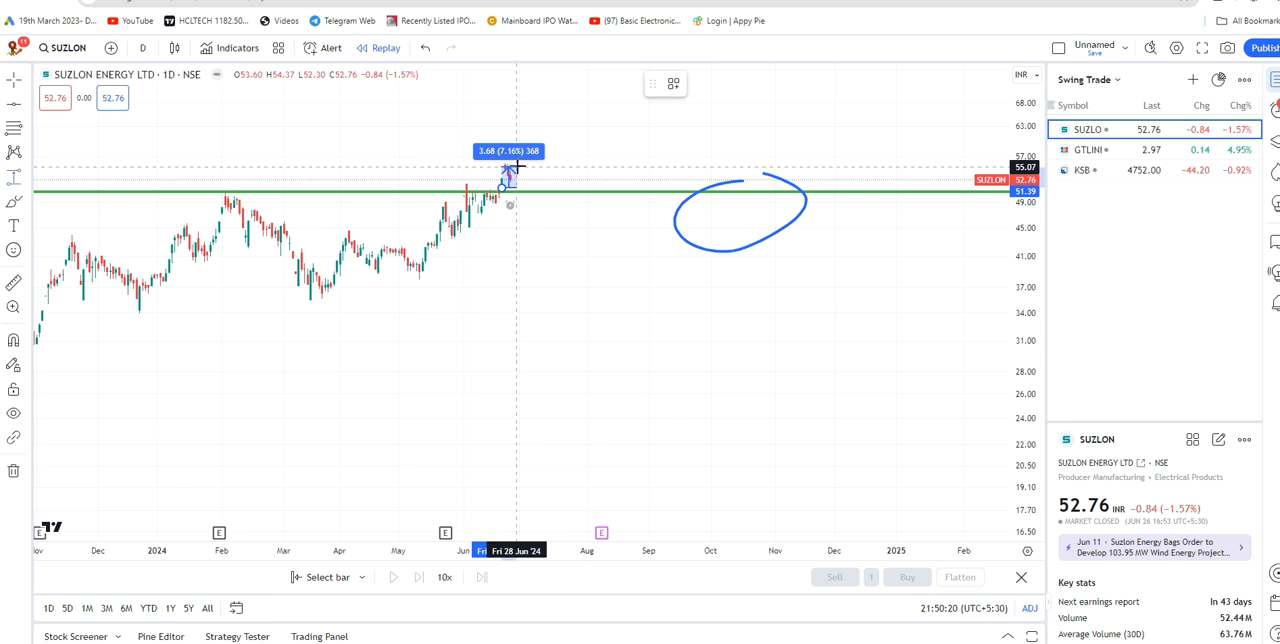 19th March 2023- D...
YouTube
HCLTECH 1182.50...
Videos
Telegram Web
Recently Listed IPO...
Mainboard IPO Wat...
(97) Basic Electronic...
Login | Appy Pie
All Bookmark
11
SUZLON
D
Indicators
Alert
Replay
Unnamed
Save
Publish
SUZLON ENERGY LTD · 1D · NSE
O53.60 H54.37 L52.30 C52.76 -0.84 (-1.57%)
52.76 0.00 52.76
INR
68.00
63.00
57.00
55.07
SUZLON 52.76
51.39
49.00
45.00
41.00
37.00
34.00
31.00
28.00
26.00
24.00
22.00
20.50
19.10
17.70
16.50
3.68 (7.16%) 368
E
E
E
E
Nov Dec 2024 Feb Mar Apr May Jun Fri Fri 28 Jun '24 Aug Sep Oct Nov Dec 2025 Feb
Select bar
10x
Sell 1 Buy Flatten
1D 5D 1M 3M 6M YTD 1Y 5Y All
21:50:20 (UTC+5:30) ADJ
Stock Screener Pine Editor Strategy Tester Trading Panel
Swing Trade
Symbol Last Chg Chg%
SUZLO 52.76 -0.84 -1.57%
GTLINI 2.97 0.14 4.95%
KSB 4752.00 -44.20 -0.92%
SUZLON
SUZLON ENERGY LTD · NSE
Producer Manufacturing · Electrical Products
52.76 INR -0.84 (-1.57%)
MARKET CLOSED (JUN 26 16:53 UTC+5:30)
Jun 11 · Suzlon Energy Bags Order to
Develop 103.95 MW Wind Energy Project...
Key stats
Next earnings report In 43 days
Volume 52.44M
Average Volume (30D) 63.76M